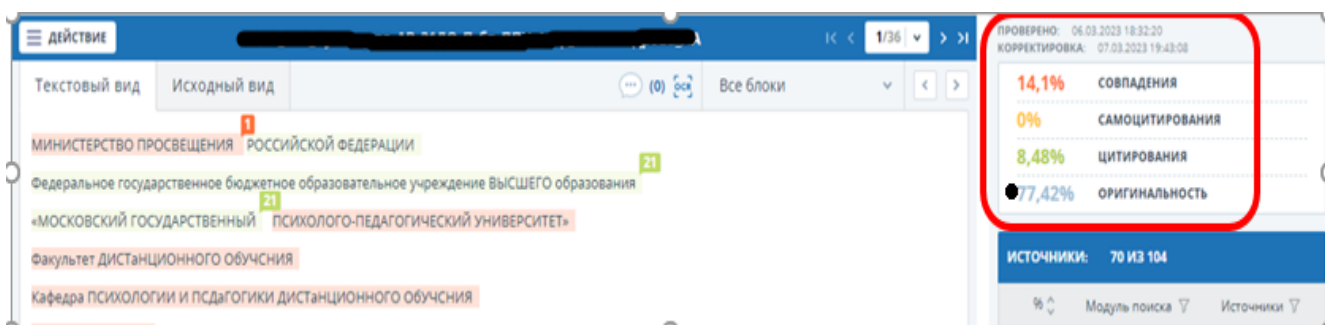 ДЕЙСТВИЕ
1/36
ПРОВЕРЕНО: 06.03.2023 18:32:20
КОРРЕКТИРОВКА: 07.03.2023 19:43:08
Текстовый вид Исходный вид (0) OCR Все блоки
14,1% СОВПАДЕНИЯ
0% САМОЦИТИРОВАНИЯ
8,48% ЦИТИРОВАНИЯ
77,42% ОРИГИНАЛЬНОСТЬ
1
МИНИСТЕРСТВО ПРОСВЕЩЕНИЯ РОССИЙСКОЙ ФЕДЕРАЦИИ
21
Федеральное государственное бюджетное образовательное учреждение ВЫСШЕГО образования
21
«МОСКОВСКИЙ ГОСУДАРСТВЕННЫЙ ПСИХОЛОГО-ПЕДАГОГИЧЕСКИЙ УНИВЕРСИТЕТ»
Факультет ДИСТАНЦИОННОГО ОбУЧСНИЯ
Кафедра ПСИХОЛОГИИ И ПСДаГОГИКИ ДИСТАНЦИОННОГО ОбУЧСНИЯ
ИСТОЧНИКИ: 70 ИЗ 104
% Модуль поиска Источники